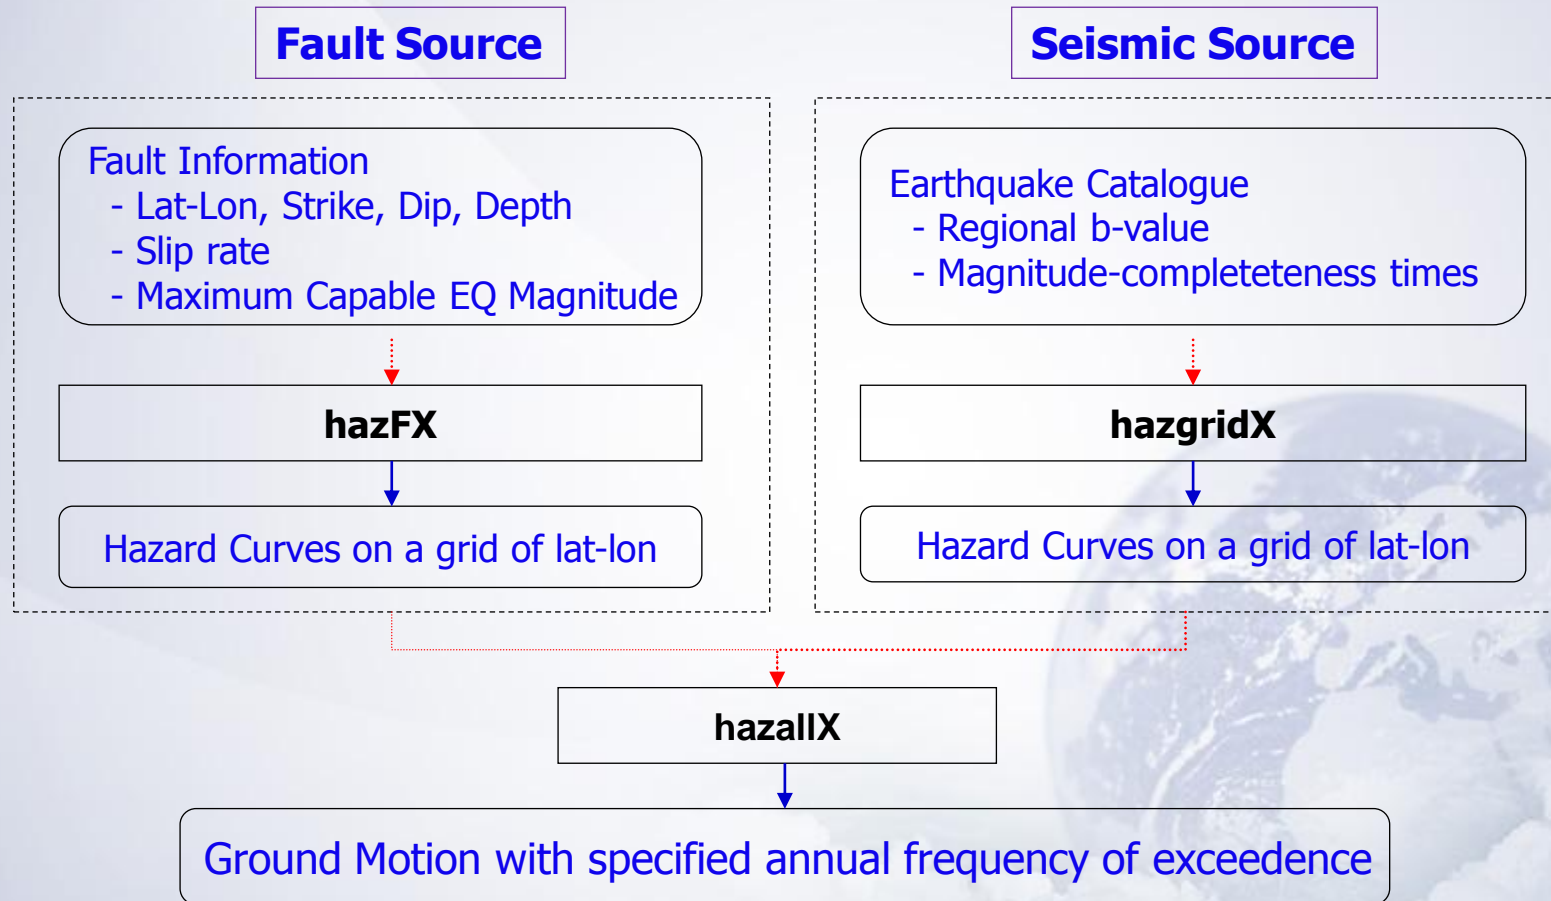 Fault Source
Seismic Source
Fault Information
- Lat-Lon, Strike, Dip, Depth
- Slip rate
- Maximum Capable EQ Magnitude
Earthquake Catalogue
- Regional b-value
- Magnitude-completeteness times
hazFX
hazgridX
Hazard Curves on a grid of lat-lon
Hazard Curves on a grid of lat-lon
hazallX
Ground Motion with specified annual frequency of exceedence